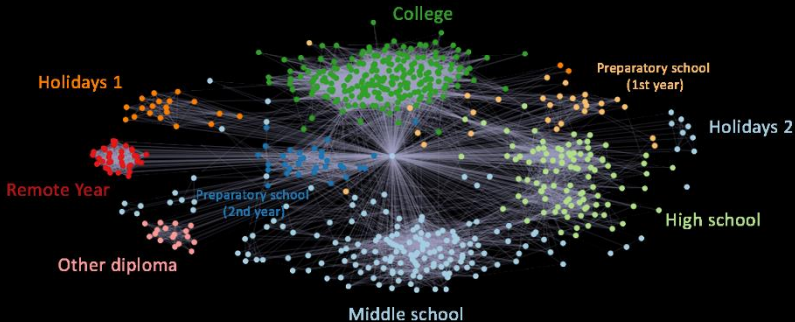 College
Holidays 1
Preparatory school
(1st year)
Holidays 2
Remote Year
Preparatory school
(2nd year)
High school
Other diploma
Middle school